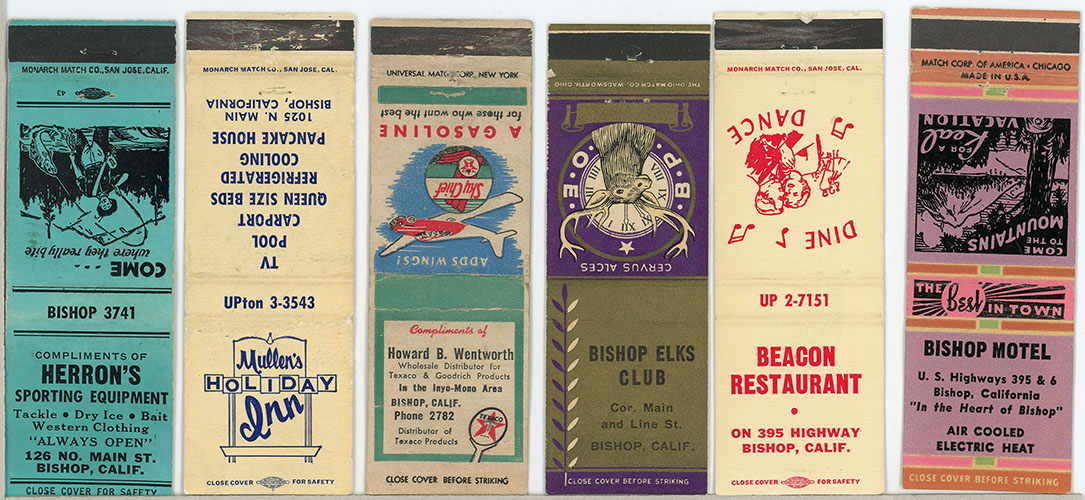 MONARCH MATCH CO., SAN JOSE, CALIF.
43
COME ...
where they really bite
BISHOP 3741
COMPLIMENTS OF
HERRON'S
SPORTING EQUIPMENT
Tackle • Dry Ice • Bait
Western Clothing
"ALWAYS OPEN"
126 NO. MAIN ST.
BISHOP, CALIF.
CLOSE COVER FOR SAFETY
MONARCH MATCH CO., SAN JOSE, CAL.
TV
POOL
CARPORT
QUEEN SIZE BEDS
REFRIGERATED
COOLING
PANCAKE HOUSE
1025 N. MAIN
BISHOP, CALIFORNIA
UPton 3-3543
Mullen's
HOLIDAY
Inn
CLOSE COVER FOR SAFETY
UNIVERSAL MATCH CORP., NEW YORK
for those who want the best
A GASOLINE
Sky Chief
ADDS WINGS!
Compliments of
Howard B. Wentworth
Wholesale Distributor for
Texaco & Goodrich Products
In the Inyo-Mono Area
BISHOP, CALIF.
Phone 2782
Distributor of
Texaco Products
TEXACO
CLOSE COVER BEFORE STRIKING
THE OHIO MATCH CO., WADSWORTH, OHIO
B.P.O.E.
CERVUS ALCES
BISHOP ELKS
CLUB
Cor. Main
and Line St.
BISHOP, CALIF.
CLOSE COVER BEFORE STRIKING
MONARCH MATCH CO., SAN JOSE, CAL.
DINE
DANCE
UP 2-7151
BEACON
RESTAURANT
•
ON 395 HIGHWAY
BISHOP, CALIF.
CLOSE COVER FOR SAFETY
MATCH CORP. OF AMERICA • CHICAGO
MADE IN U.S.A.
COME
TO THE
MOUNTAINS
FOR A
Real
VACATION
THE Best IN TOWN
BISHOP MOTEL
U. S. Highways 395 & 6
Bishop, California
"In the Heart of Bishop"
AIR COOLED
ELECTRIC HEAT
CLOSE COVER BEFORE STRIKING